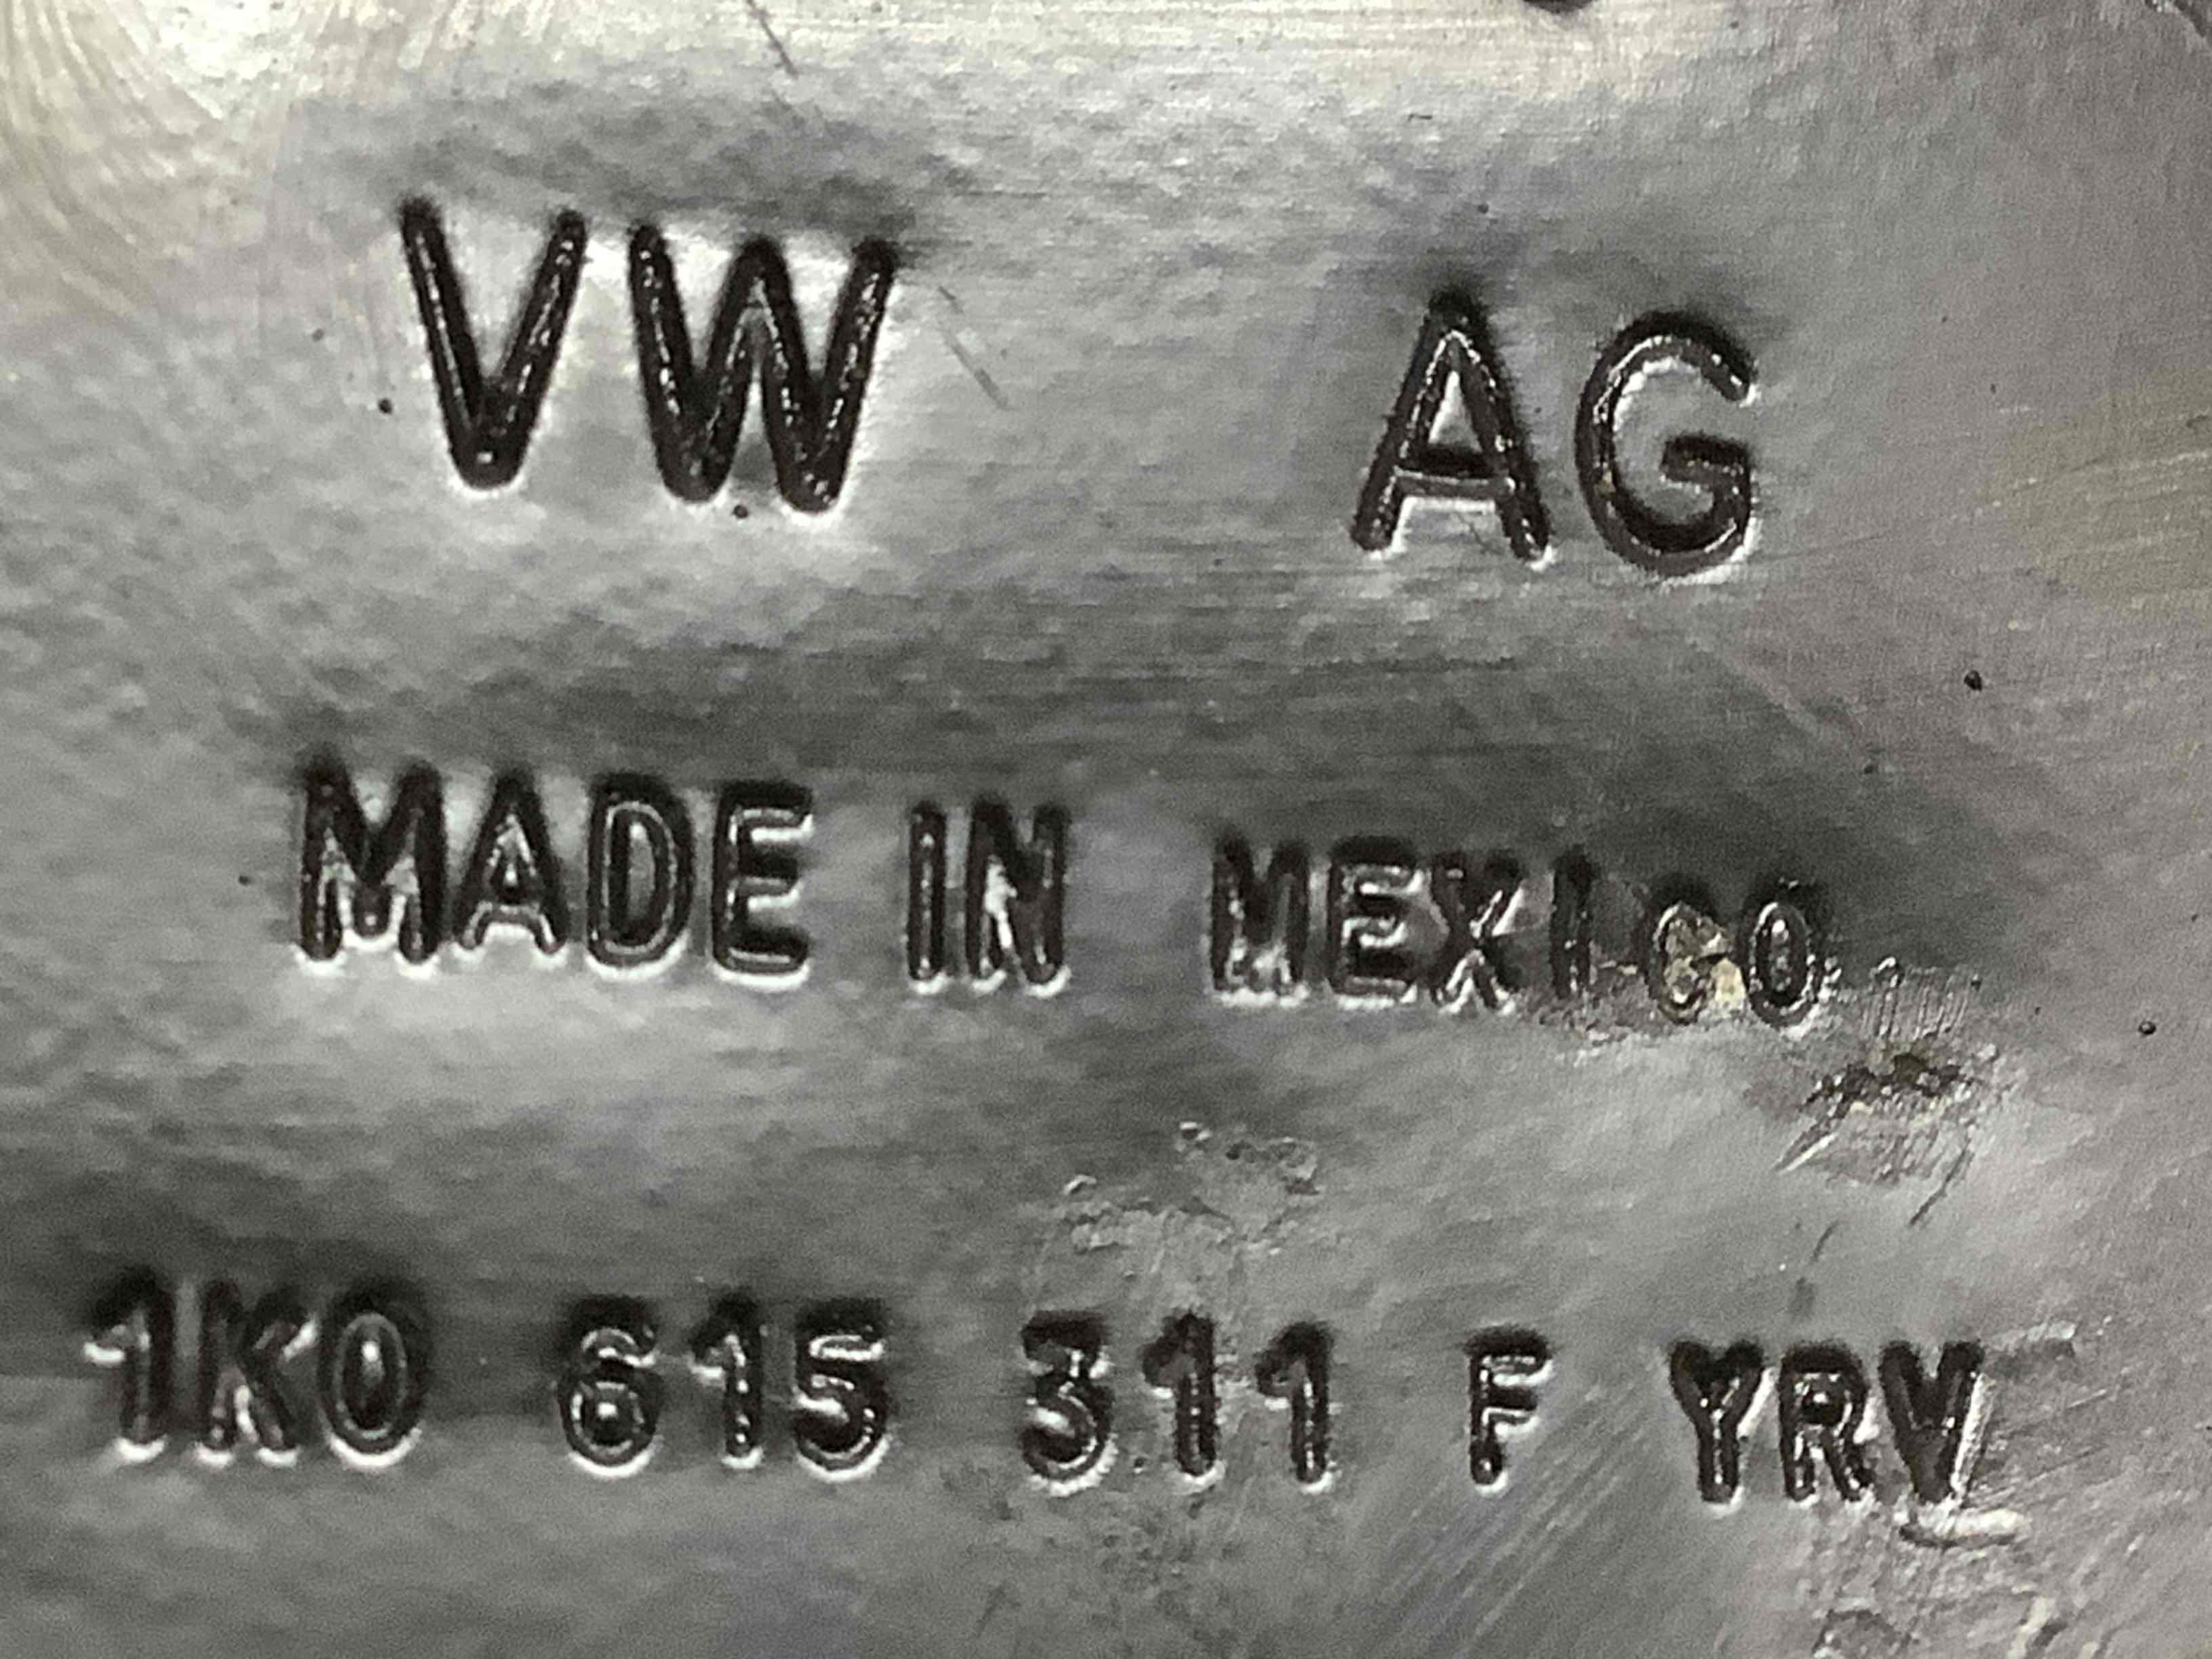 VW AG
MADE IN MEXICO
1K0 615 311 F YRV